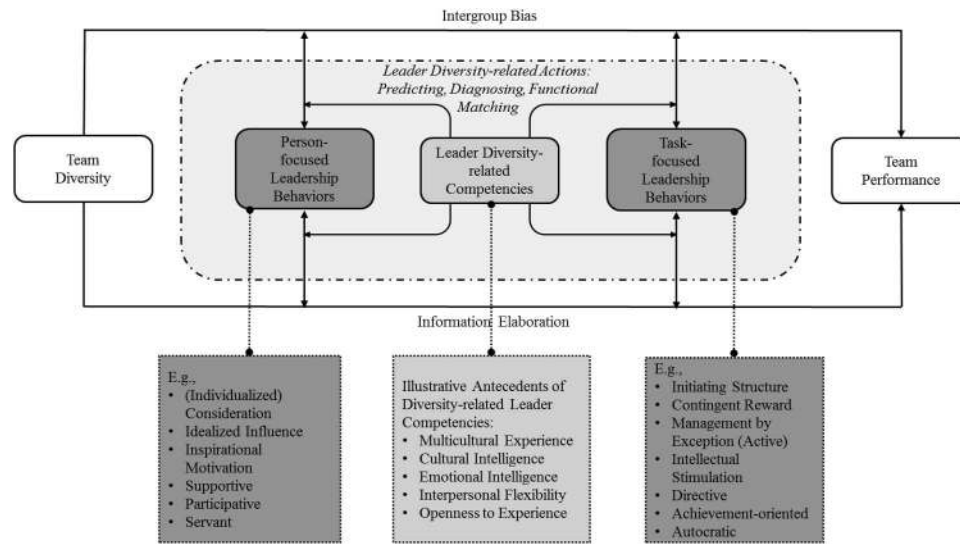 Intergroup Bias
Leader Diversity-related Actions:
Predicting, Diagnosing, Functional
Matching
Team
Diversity
Person-
focused
Leadership
Behaviors
Leader Diversity-
related
Competencies
Task-
focused
Leadership
Behaviors
Team
Performance
Information Elaboration
E.g.,
• (Individualized)
Consideration
• Idealized Influence
• Inspirational
Motivation
• Supportive
• Participative
• Servant
Illustrative Antecedents of
Diversity-related Leader
Competencies:
• Multicultural Experience
• Cultural Intelligence
• Emotional Intelligence
• Interpersonal Flexibility
• Openness to Experience
E.g.,
• Initiating Structure
• Contingent Reward
• Management by
Exception (Active)
• Intellectual
Stimulation
• Directive
• Achievement-oriented
• Autocratic